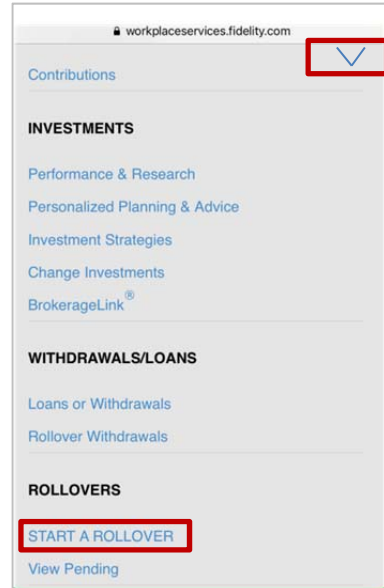 workplaceservices.fidelity.com
Contributions
INVESTMENTS
Performance & Research
Personalized Planning & Advice
Investment Strategies
Change Investments
BrokerageLink®
WITHDRAWALS/LOANS
Loans or Withdrawals
Rollover Withdrawals
ROLLOVERS
START A ROLLOVER
View Pending